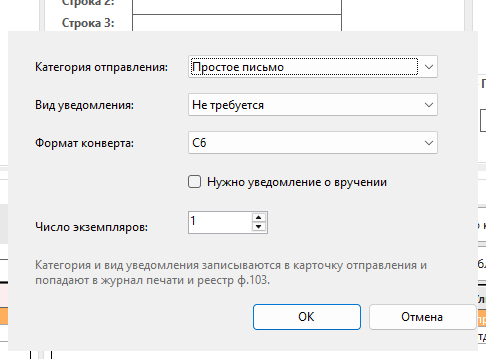 Строка 2:
Строка 3:
Категория отправления: Простое письмо
Вид уведомления: Не требуется
Формат конверта: C6
Нужно уведомление о вручении
Число экземпляров: 1
Категория и вид уведомления записываются в карточку отправления и
попадают в журнал печати и реестр ф.103.
OK Отмена